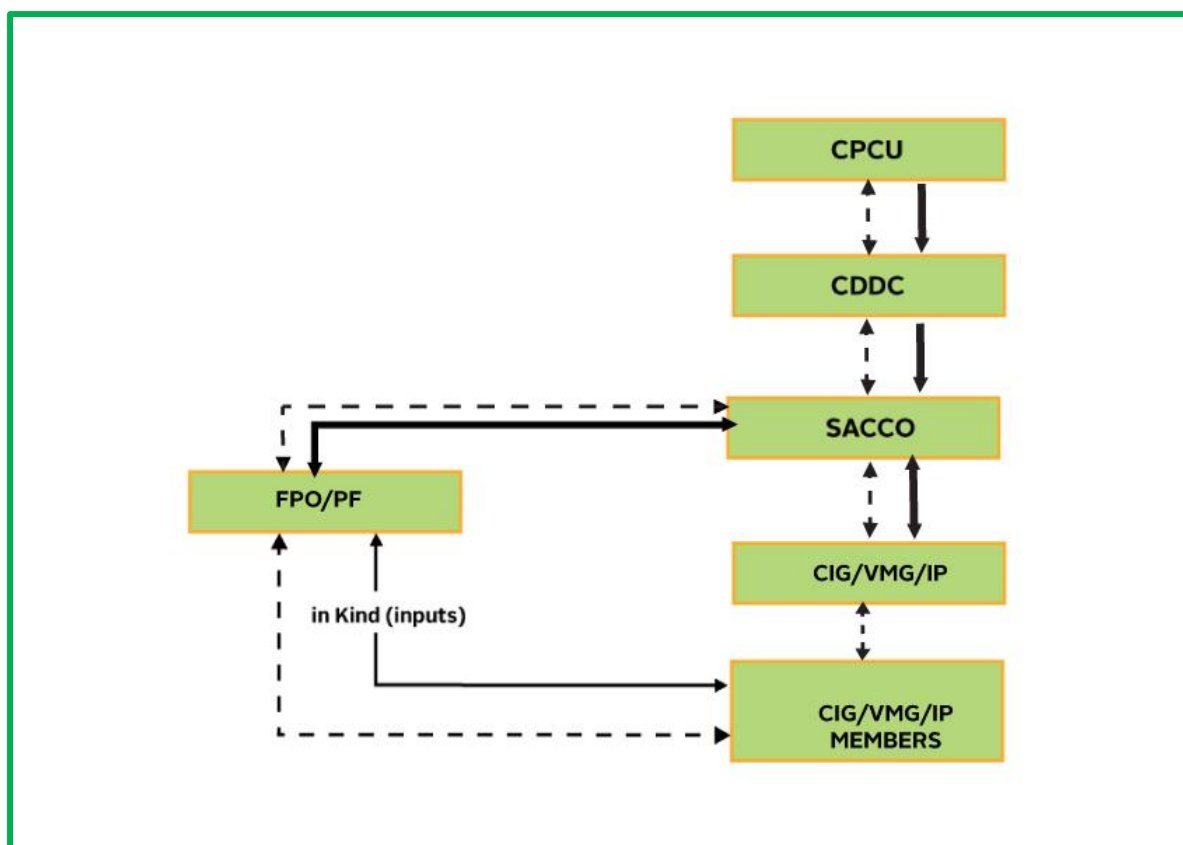 CPCU
CDDC
SACCO
FPO/PF
CIG/VMG/IP
in Kind (inputs)
CIG/VMG/IP
MEMBERS